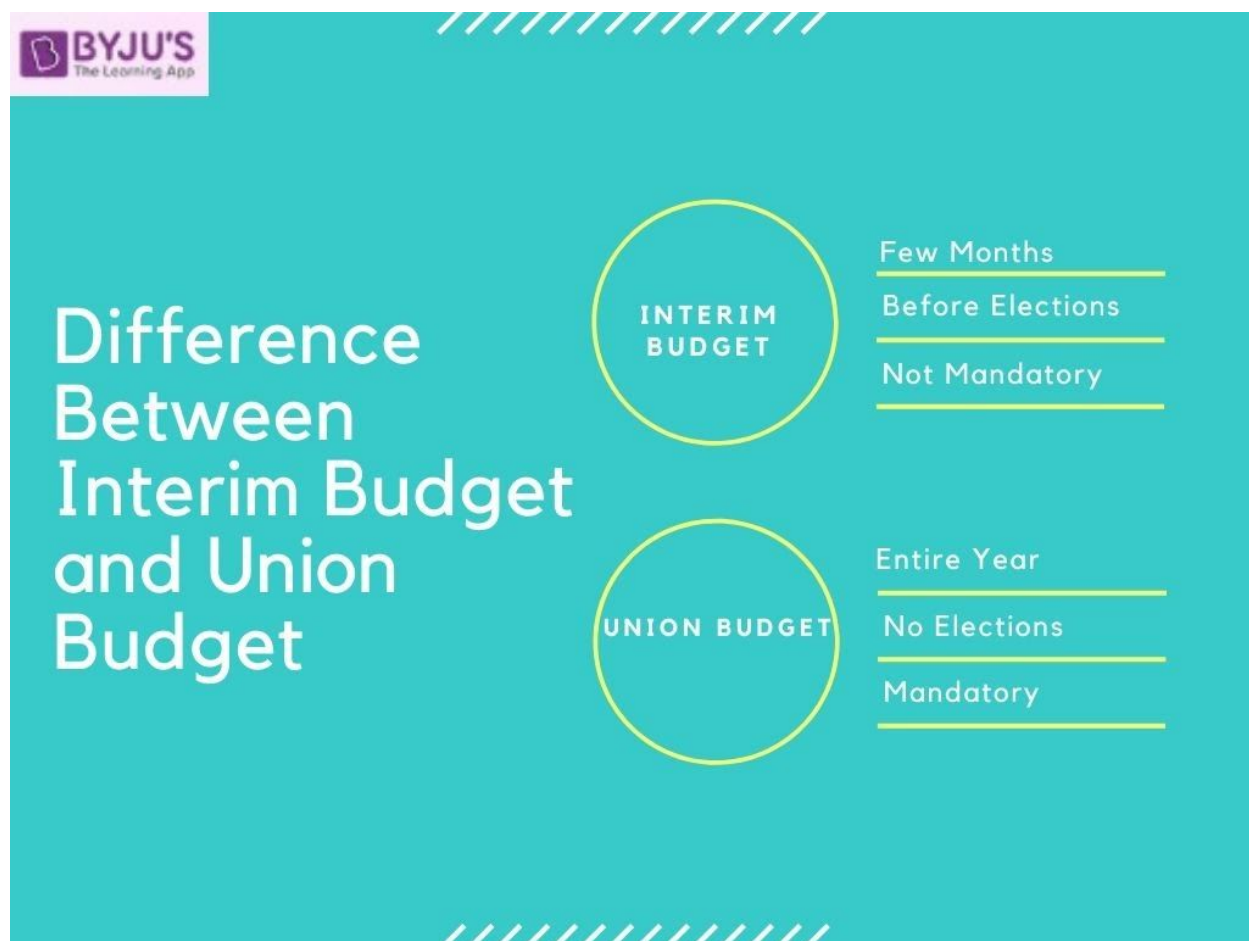 BYJU'S
The Learning App
Difference
Between
Interim Budget
and Union
Budget
INTERIM
BUDGET
Few Months
Before Elections
Not Mandatory
UNION BUDGET
Entire Year
No Elections
Mandatory